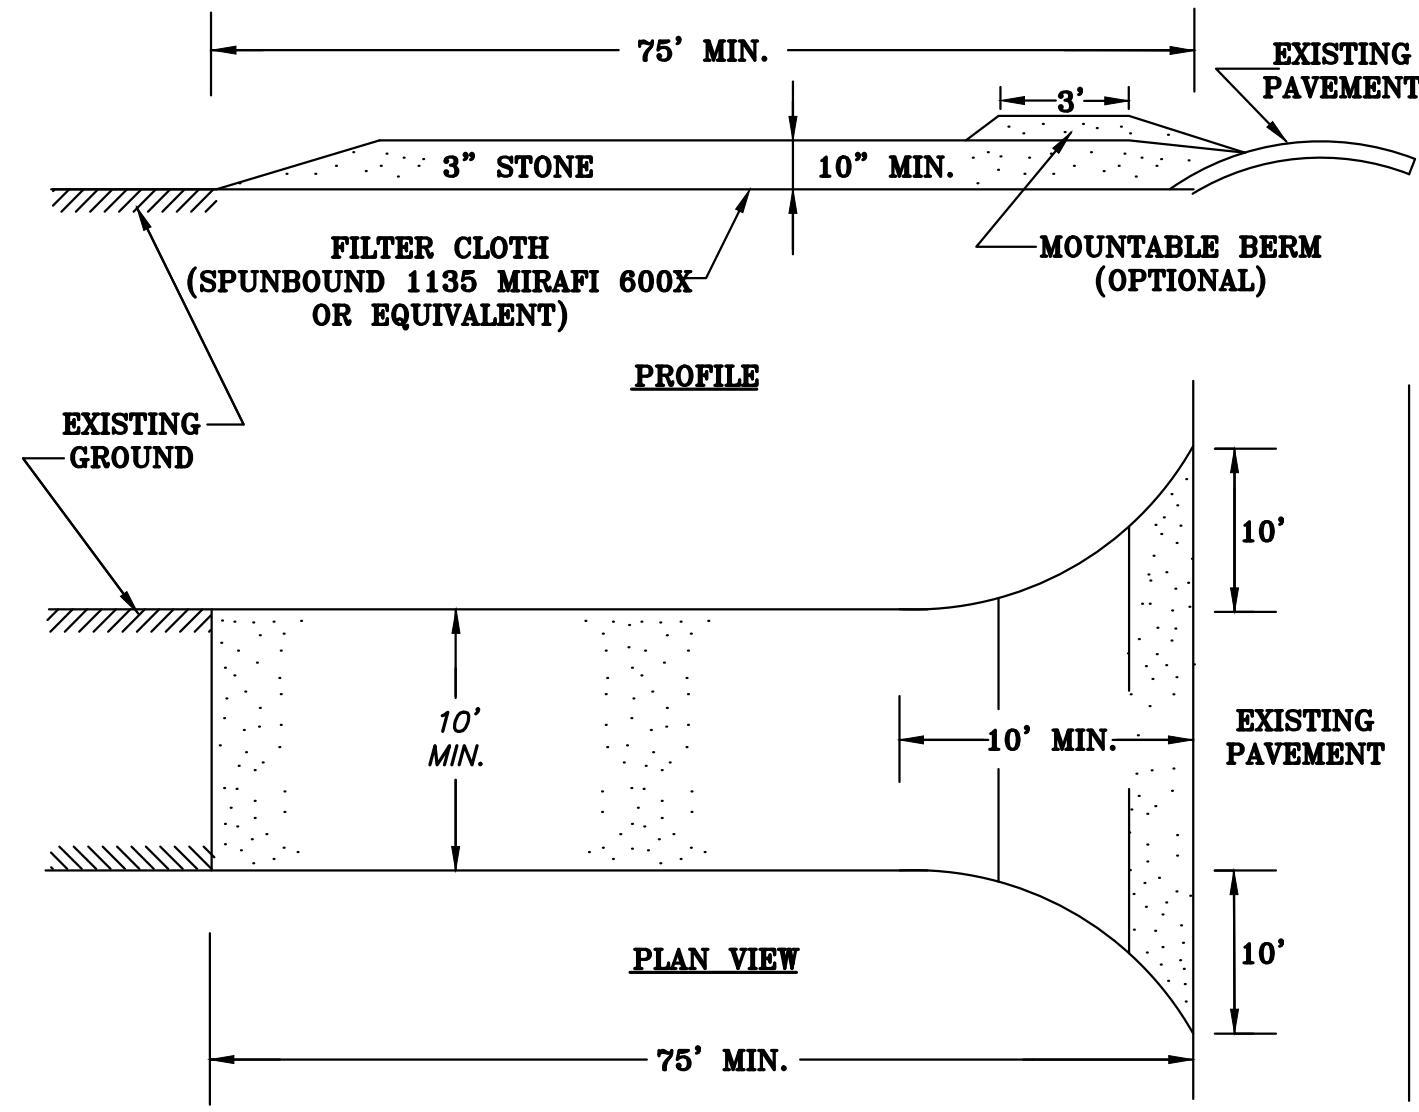 75' MIN.
EXISTING
PAVEMENT
3'
3" STONE
10" MIN.
FILTER CLOTH
(SPUNBOUND 1135 MIRAFI 600X
OR EQUIVALENT)
MOUNTABLE BERM
(OPTIONAL)
PROFILE
EXISTING
GROUND
10'
10'
MIN.
10' MIN.
EXISTING
PAVEMENT
10'
PLAN VIEW
75' MIN.